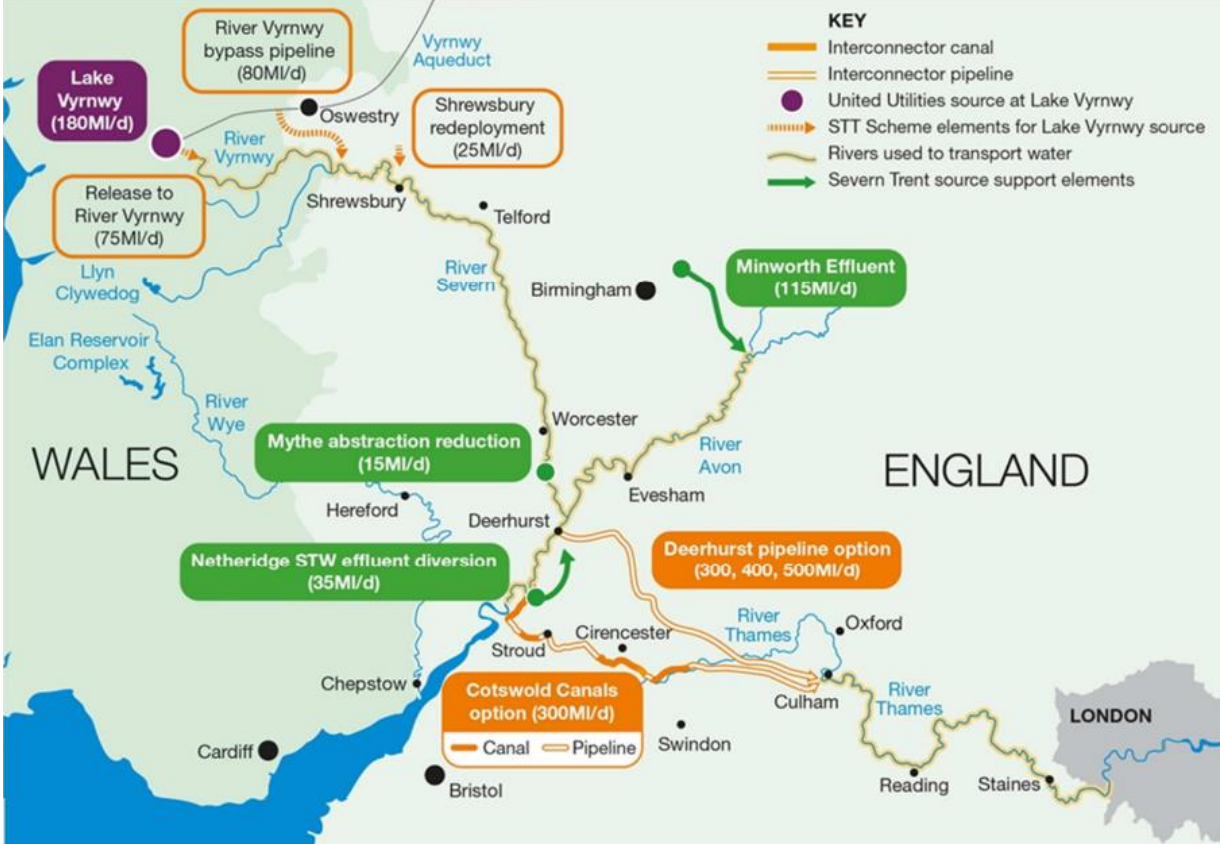 River Vyrnwy
bypass pipeline
(80Ml/d)
Vyrnwy
Aqueduct
KEY
Interconnector canal
Interconnector pipeline
United Utilities source at Lake Vyrnwy
STT Scheme elements for Lake Vyrnwy source
Rivers used to transport water
Severn Trent source support elements
Lake
Vyrnwy
(180Ml/d)
Oswestry
Shrewsbury
redeployment
(25Ml/d)
River
Vyrnwy
Release to
River Vyrnwy
(75Ml/d)
Shrewsbury
Telford
Llyn
Clywedog
River
Severn
Birmingham
Minworth Effluent
(115Ml/d)
Elan Reservoir
Complex
River
Wye
WALES
Worcester
Mythe abstraction reduction
(15Ml/d)
River
Avon
ENGLAND
Hereford
Evesham
Deerhurst
Netheridge STW effluent diversion
(35Ml/d)
Deerhurst pipeline option
(300, 400, 500Ml/d)
Stroud
Cirencester
River
Thames
Oxford
Chepstow
Cotswold Canals
option (300Ml/d)
Canal
Pipeline
Culham
River
Thames
LONDON
Swindon
Cardiff
Bristol
Reading
Staines